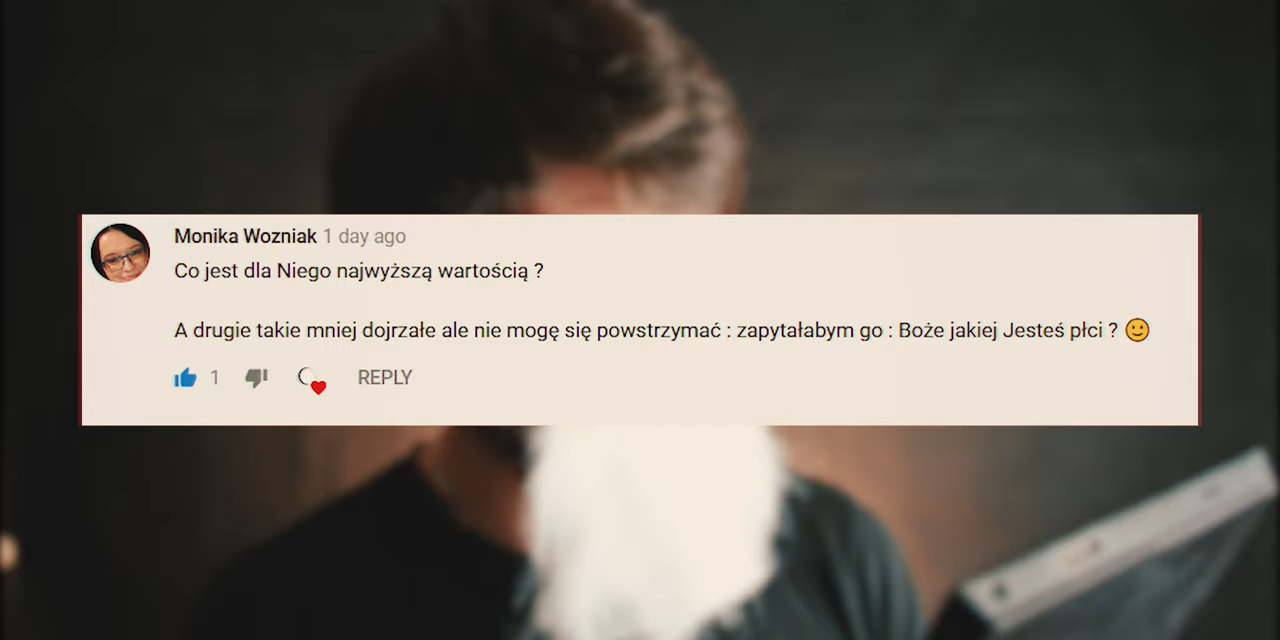 Monika Wozniak 1 day ago
Co jest dla Niego najwyższą wartością ?
A drugie takie mniej dojrzałe ale nie mogę się powstrzymać : zapytałabym go : Boże jakiej Jesteś płci ? 🙂
1 REPLY